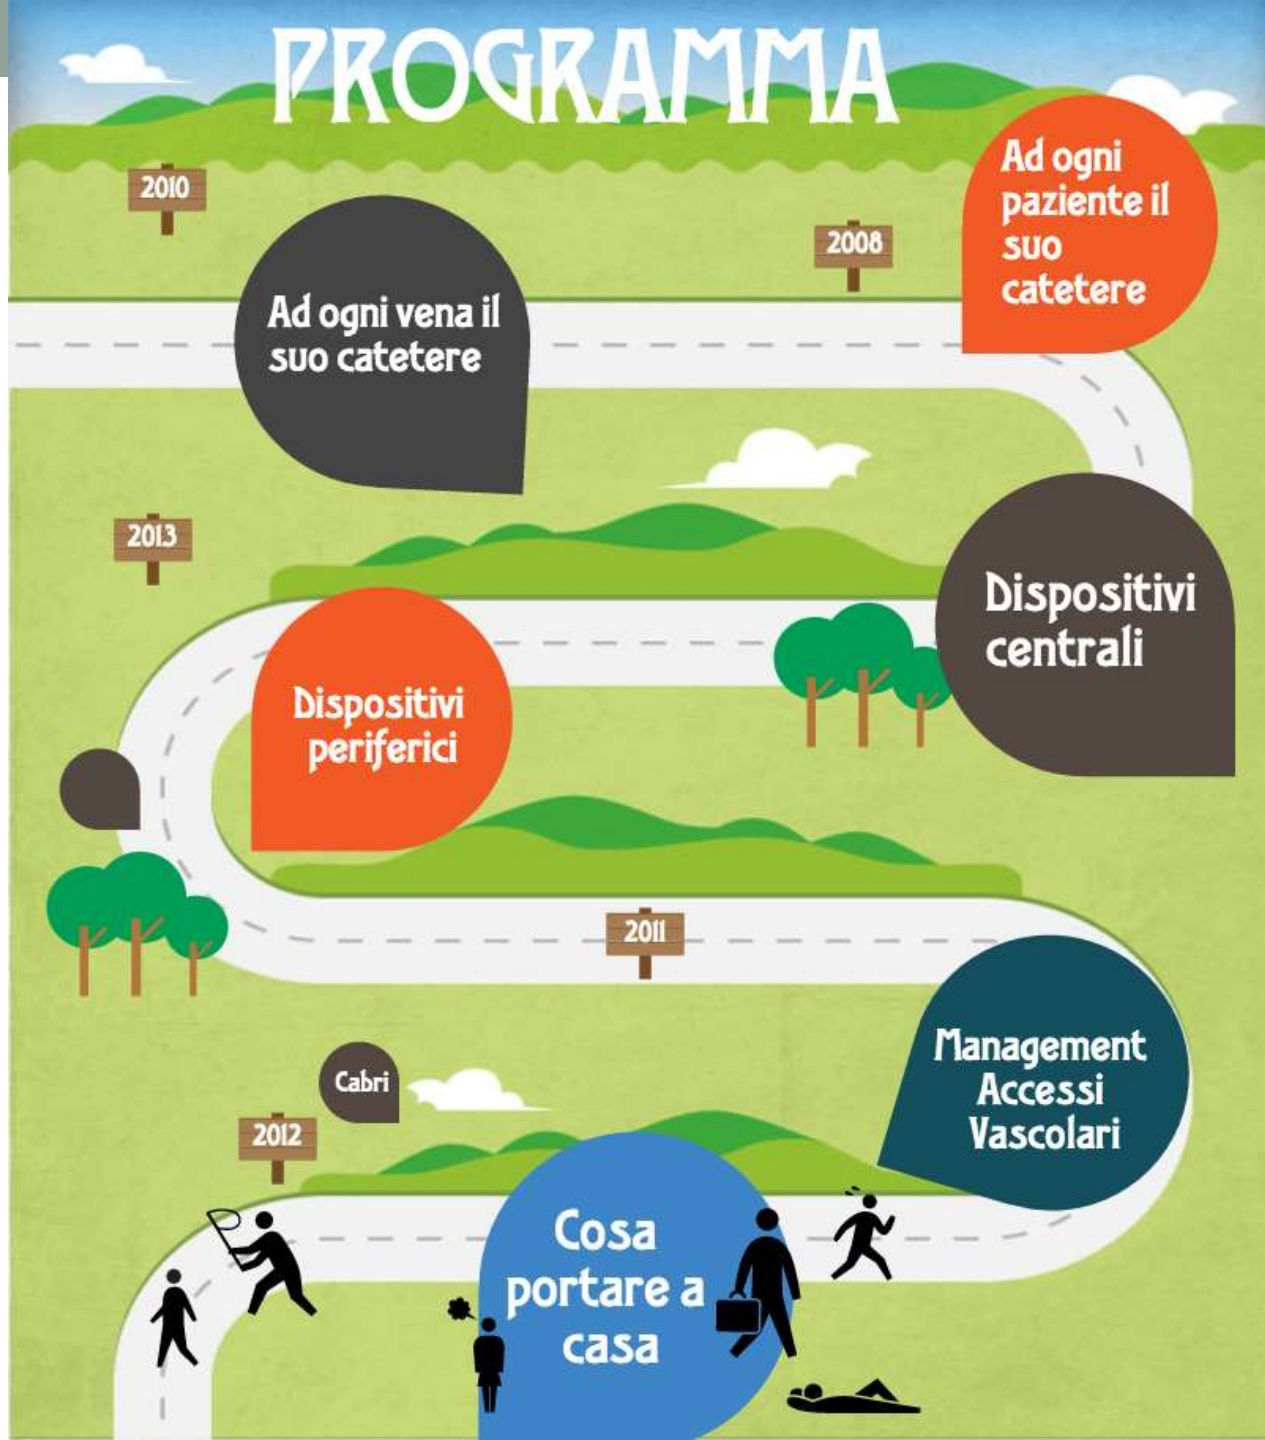 PROGRAMMA
Ad ogni
paziente il
suo
catetere
2010
2008
Ad ogni vena il
suo catetere
2013
Dispositivi
centrali
Dispositivi
periferici
2011
Management
Accessi
Vascolari
Cabri
2012
Cosa
portare a
casa